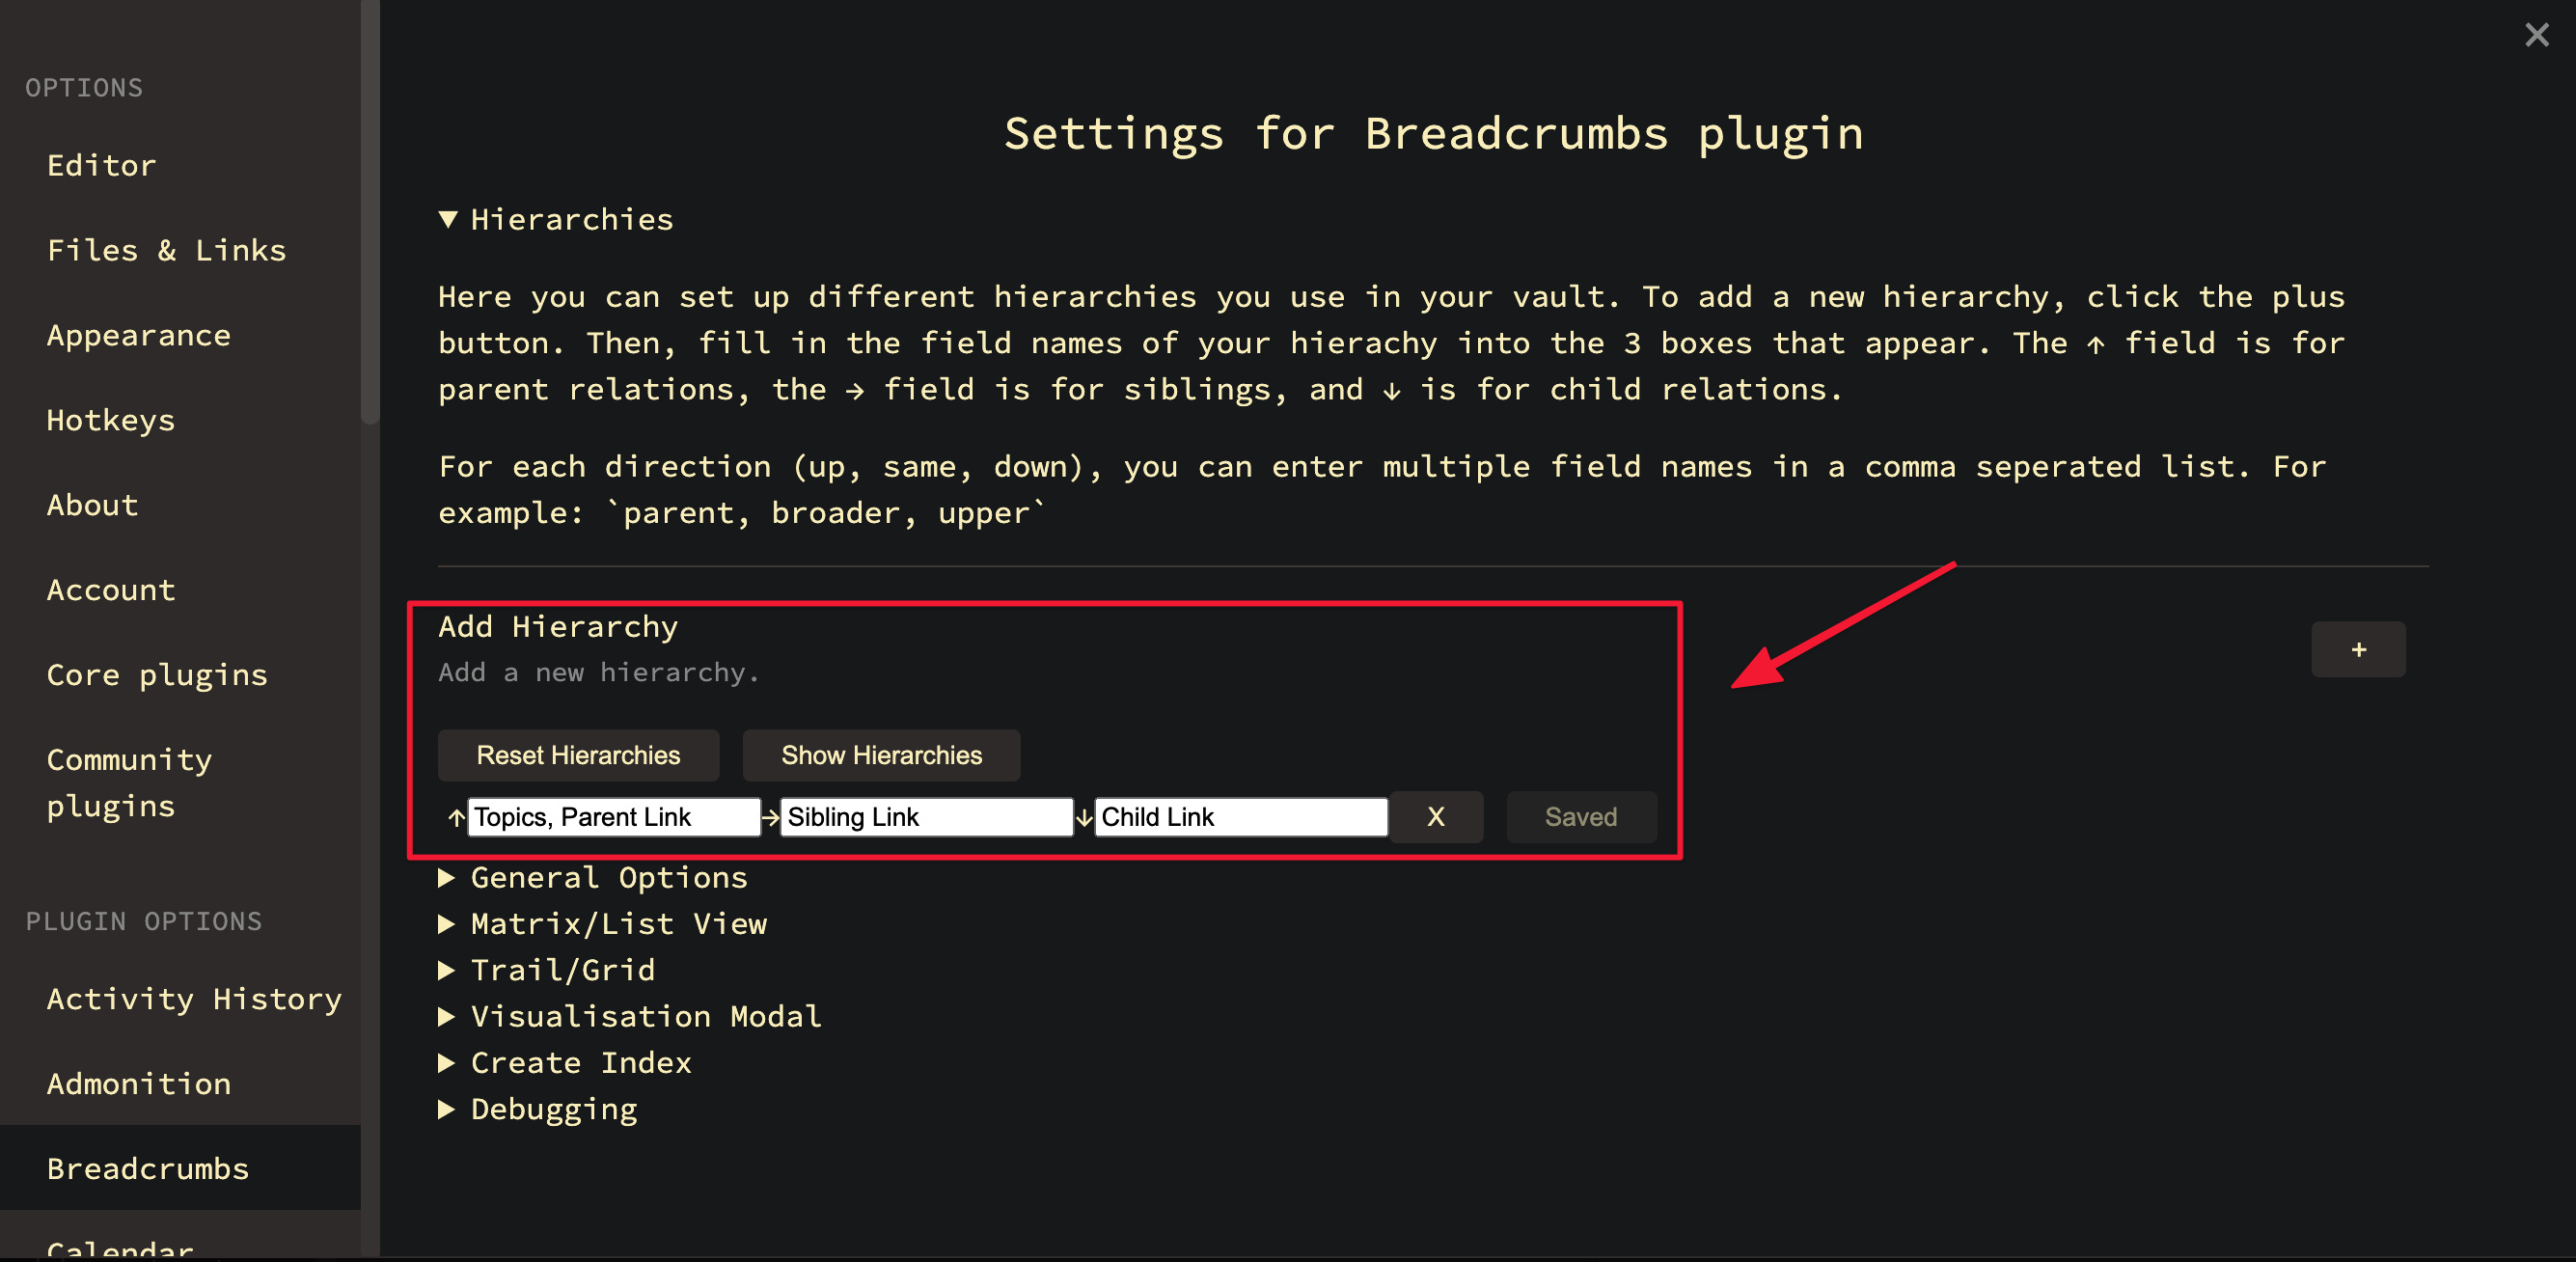 OPTIONS
Editor
Files & Links
Appearance
Hotkeys
About
Account
Core plugins
Community
plugins
PLUGIN OPTIONS
Activity History
Admonition
Breadcrumbs
Calendar
Settings for Breadcrumbs plugin
▼ Hierarchies
Here you can set up different hierarchies you use in your vault. To add a new hierarchy, click the plus
button. Then, fill in the field names of your hierachy into the 3 boxes that appear. The ↑ field is for
parent relations, the → field is for siblings, and ↓ is for child relations.
For each direction (up, same, down), you can enter multiple field names in a comma seperated list. For
example: `parent, broader, upper`
Add Hierarchy
Add a new hierarchy.
+
Reset Hierarchies Show Hierarchies
↑ Topics, Parent Link → Sibling Link ↓ Child Link X Saved
▶ General Options
▶ Matrix/List View
▶ Trail/Grid
▶ Visualisation Modal
▶ Create Index
▶ Debugging